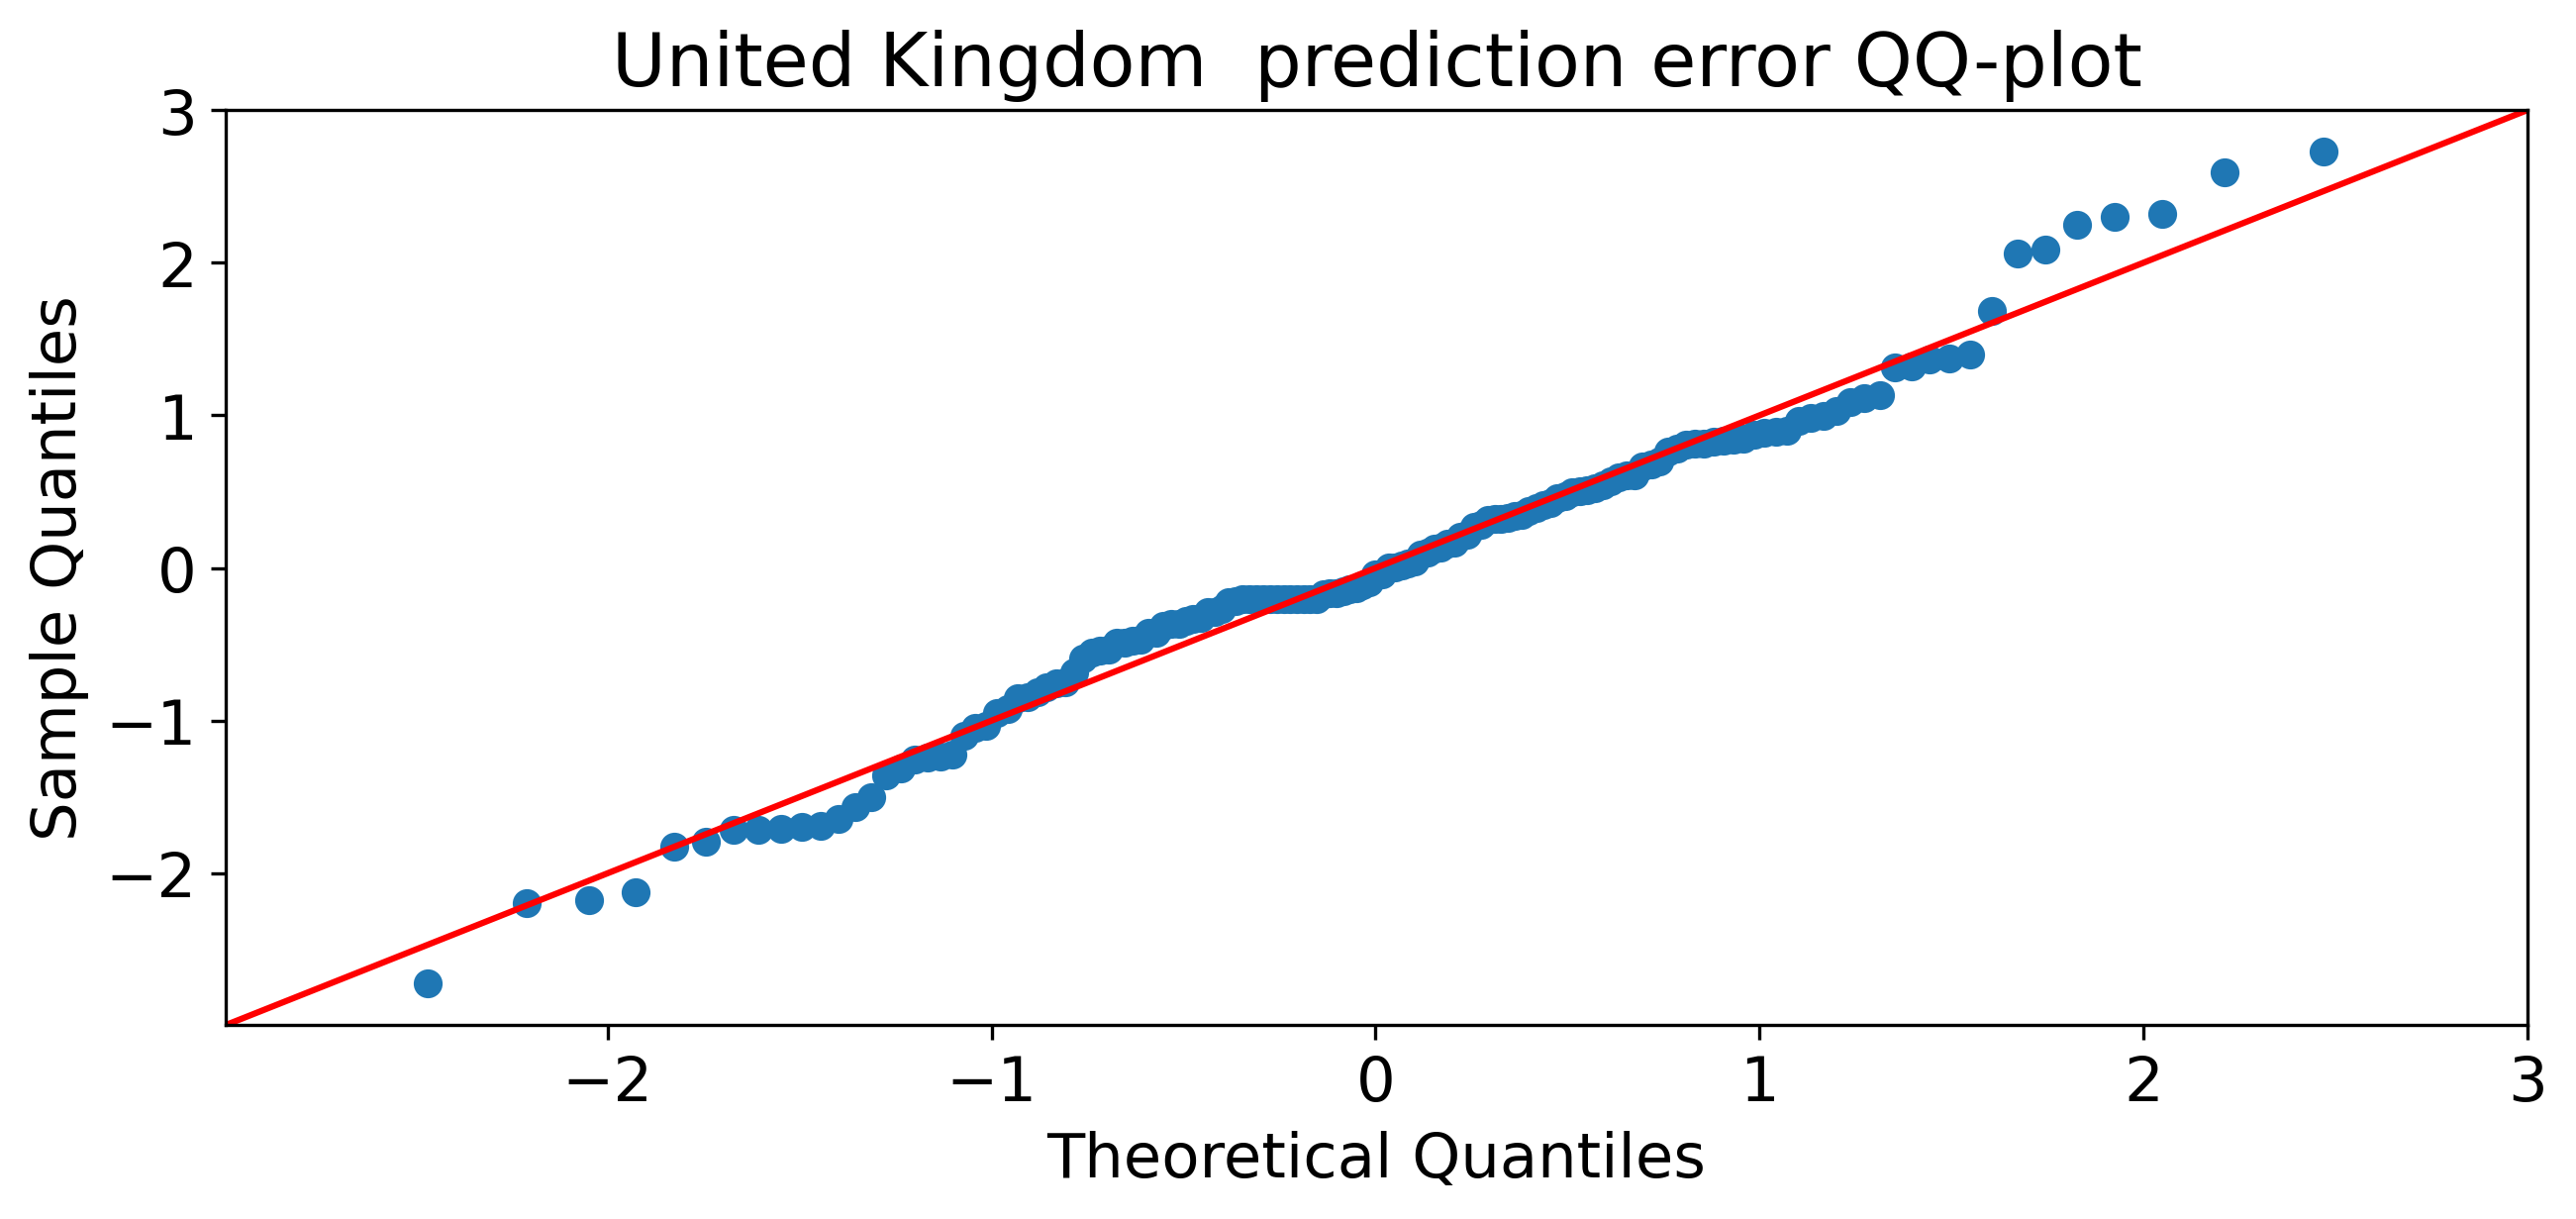 United Kingdom  prediction error QQ-plot
3
2
1
0
−1
−2
Sample Quantiles
−2 −1 0 1 2 3
Theoretical Quantiles